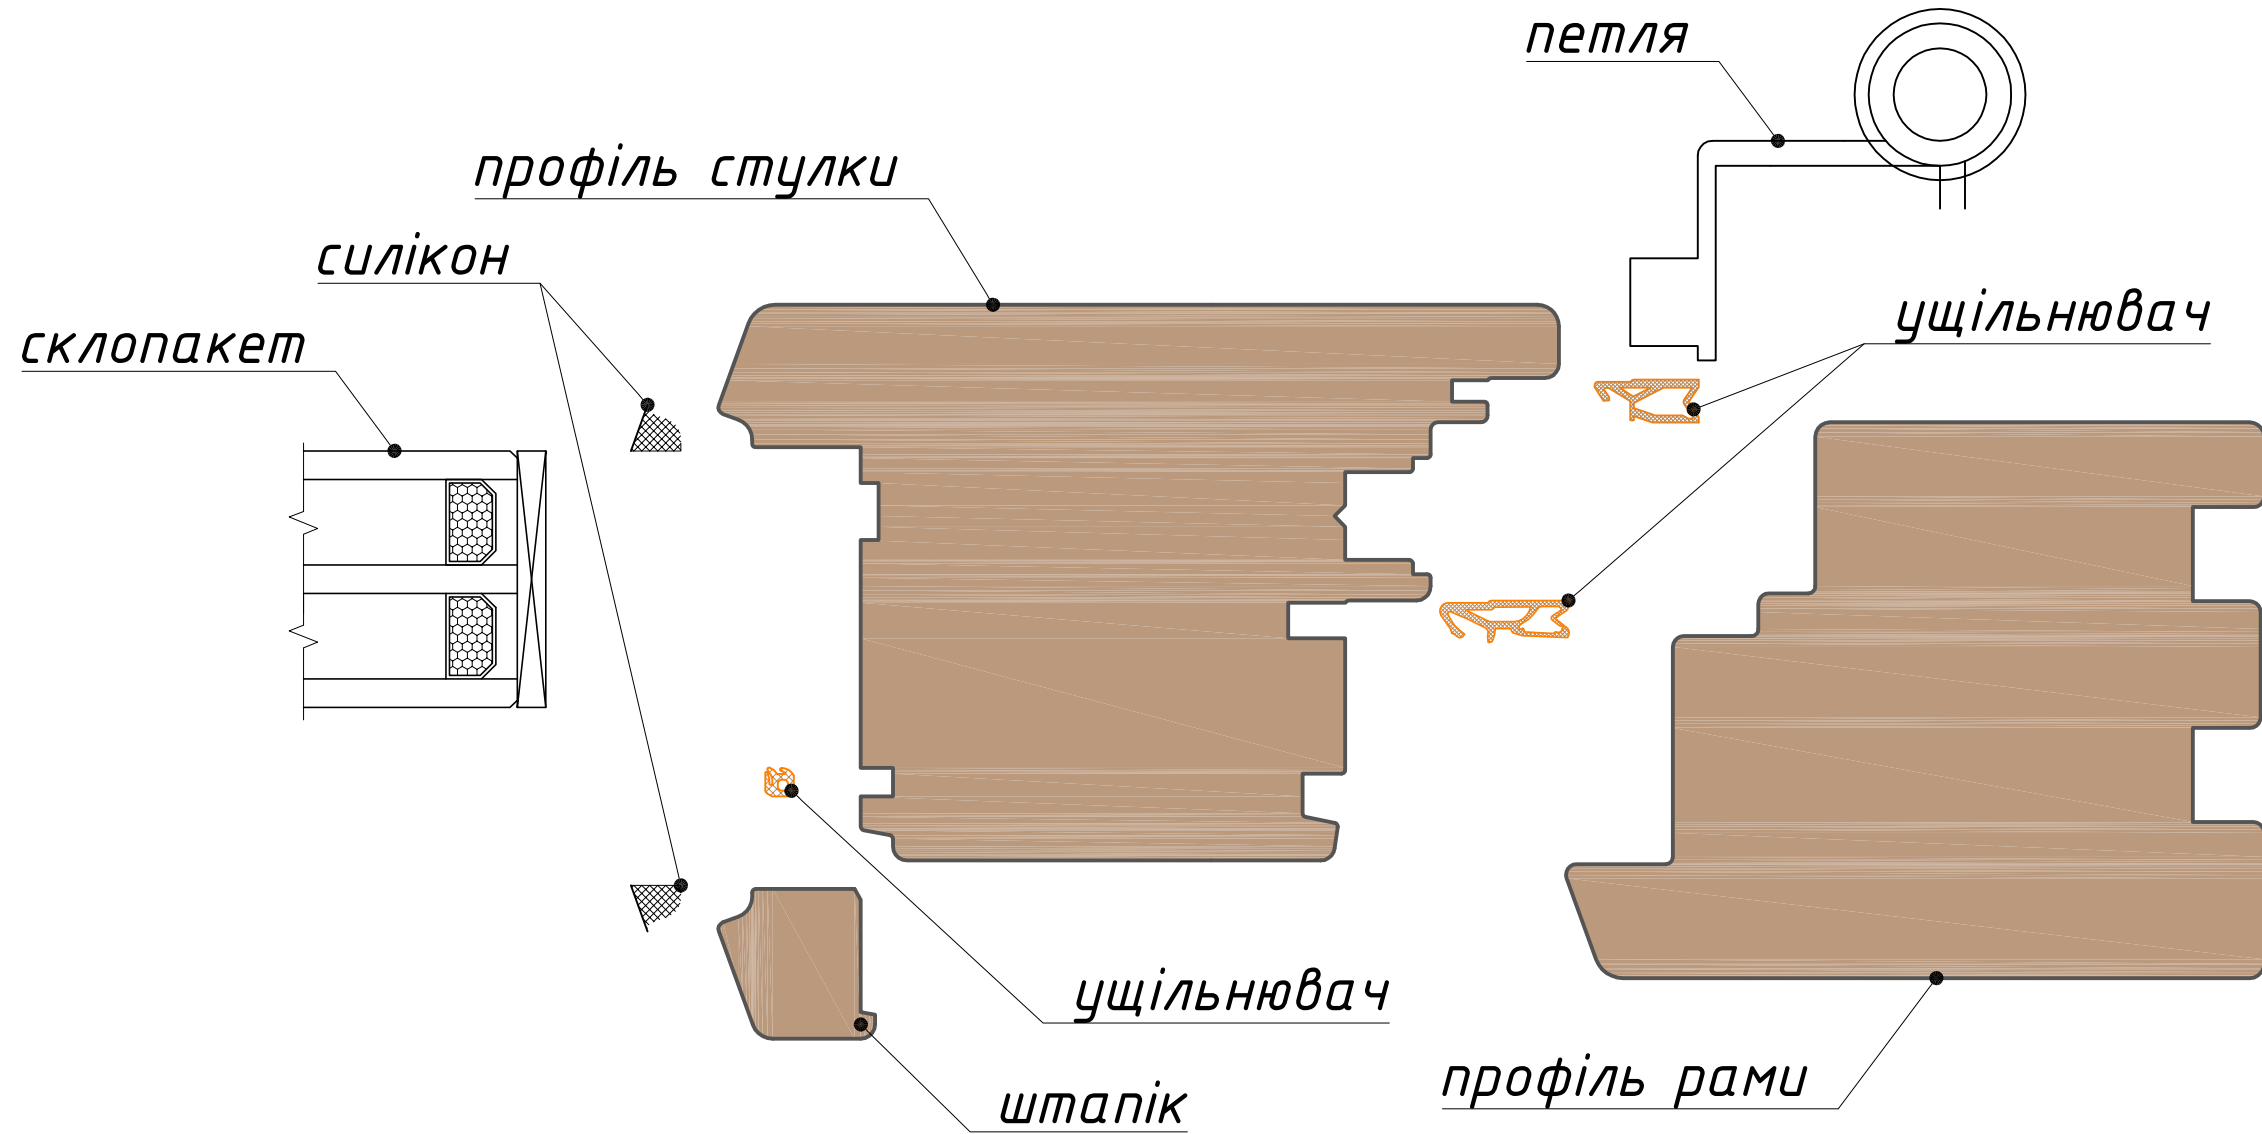 петля
профіль стулки
силікон
ущільнювач
склопакет
ущільнювач
профіль рами
штапік